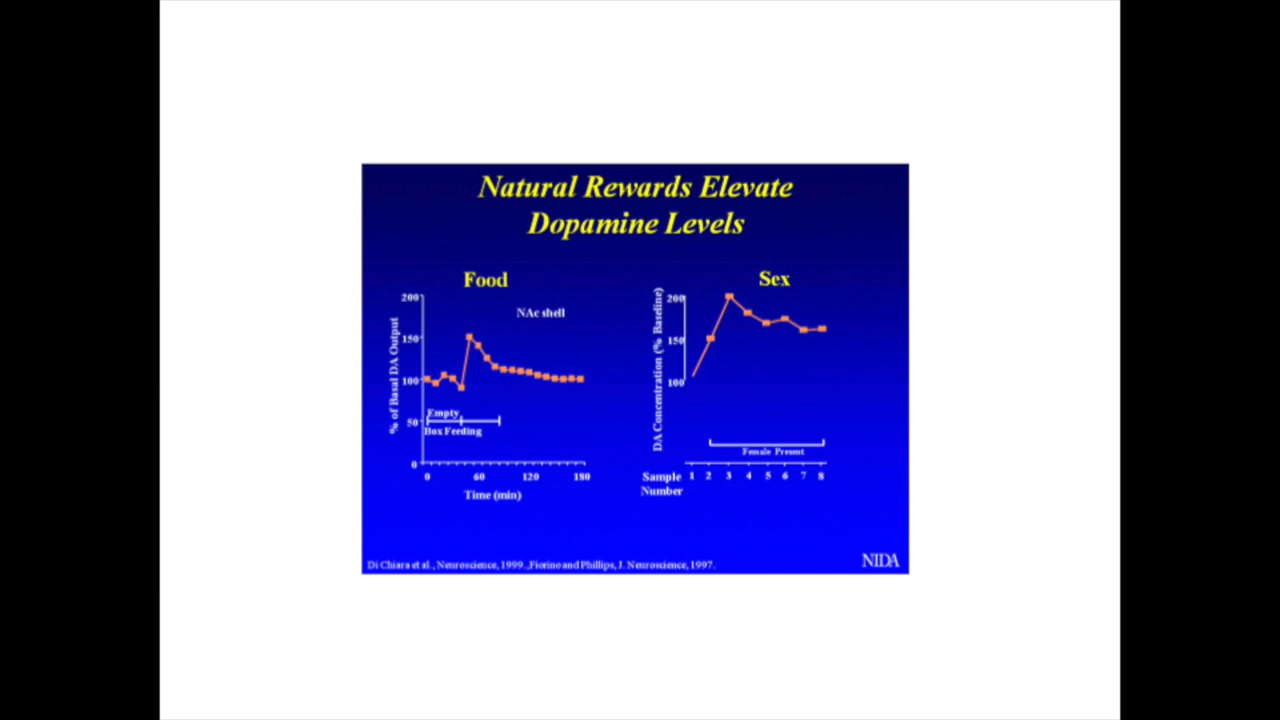 Natural Rewards Elevate
Dopamine Levels
Food
% of Basal DA Output
200
150
100
50
0
NAc shell
Empty
Box Feeding
0 60 120 180
Time (min)
Sex
DA Concentration (% Baseline)
200
150
100
Female Present
Sample
Number
1 2 3 4 5 6 7 8
Di Chiara et al., Neuroscience, 1999.,Fiorino and Phillips, J. Neuroscience, 1997.
NIDA